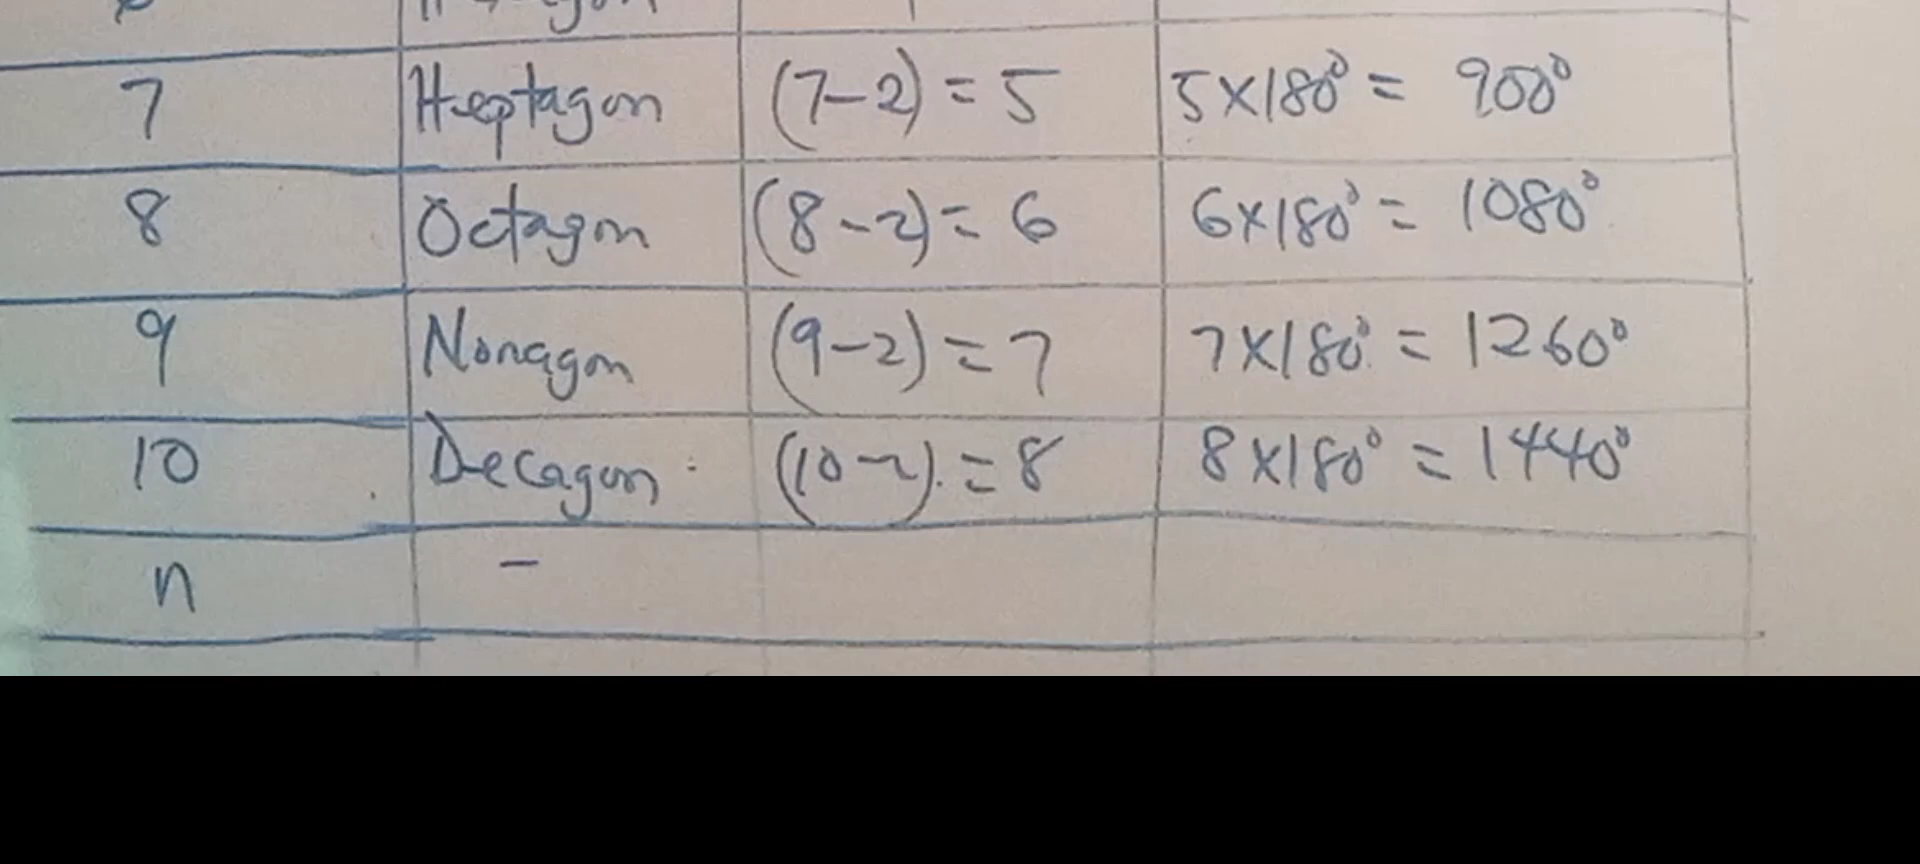 7 Heptagon (7-2) = 5 5×180° = 900°
8 Octagon (8-2) = 6 6×180° = 1080°
9 Nonagon (9-2) = 7 7×180° = 1260°
10 Decagon (10-2) = 8 8×180° = 1440°
n -